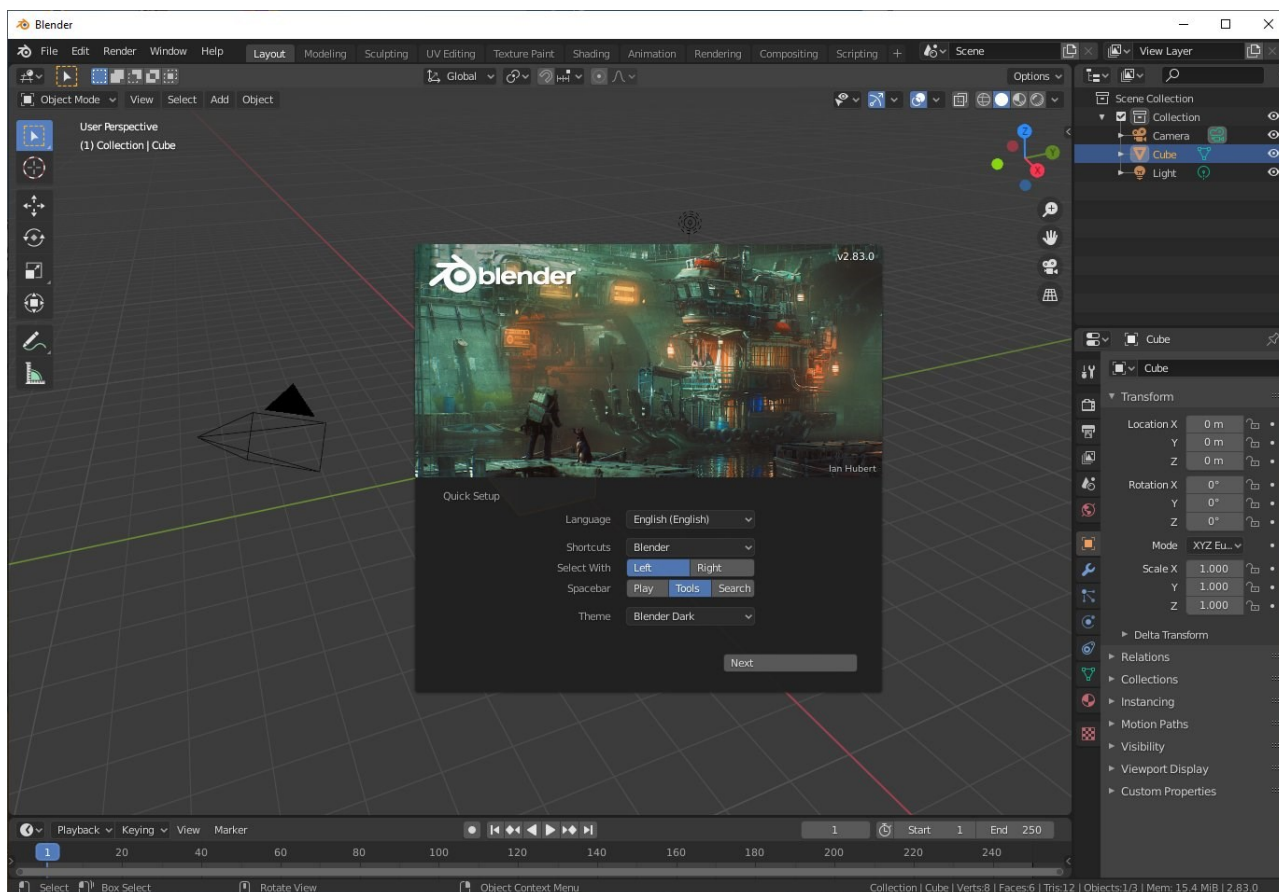 Blender
File Edit Render Window Help Layout Modeling Sculpting UV Editing Texture Paint Shading Animation Rendering Compositing Scripting + Scene View Layer
Global Options
Object Mode View Select Add Object
User Perspective
(1) Collection | Cube
Z
Y
X
Scene Collection
Collection
Camera
Cube
Light
blender
v2.83.0
Ian Hubert
Quick Setup
Language English (English)
Shortcuts Blender
Select With Left Right
Spacebar Play Tools Search
Theme Blender Dark
Next
Cube
Cube
Transform
Location X 0 m
Y 0 m
Z 0 m
Rotation X 0°
Y 0°
Z 0°
Mode XYZ Eu...
Scale X 1.000
Y 1.000
Z 1.000
Delta Transform
Relations
Collections
Instancing
Motion Paths
Visibility
Viewport Display
Custom Properties
Playback Keying View Marker 1 Start 1 End 250
1 20 40 60 80 100 120 140 160 180 200 220 240
Select Box Select Rotate View Object Context Menu Collection | Cube | Verts:8 | Faces:6 | Tris:12 | Objects:1/3 | Mem: 15.4 MiB | 2.83.0